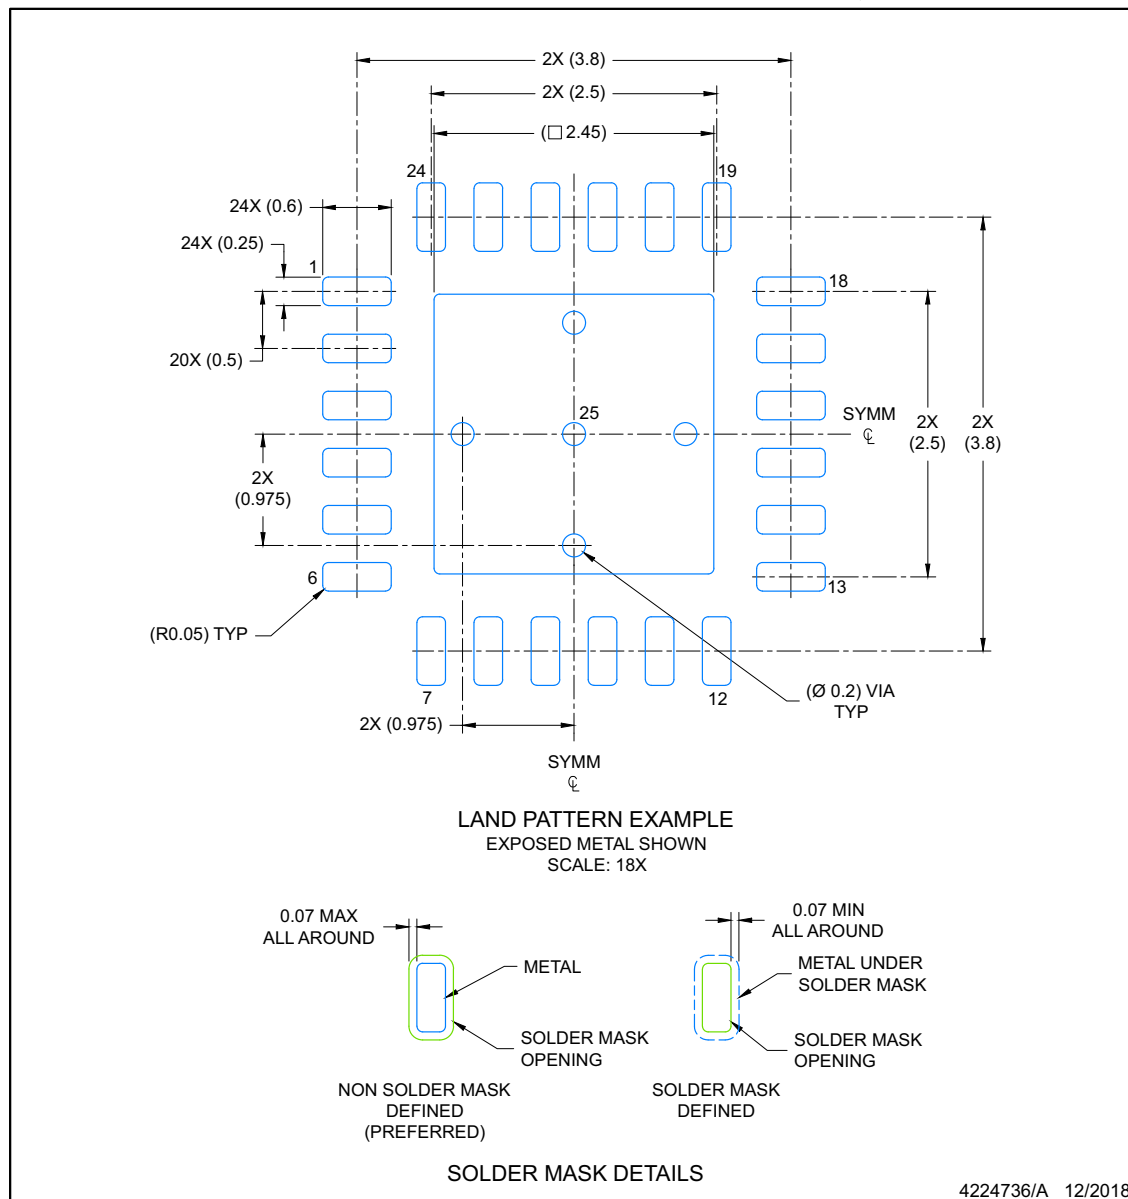 2X (3.8)
2X (2.5)
(□ 2.45)
24
19
24X (0.6)
24X (0.25)
1
18
20X (0.5)
25
SYMM
℄
2X
(2.5)
2X
(3.8)
2X
(0.975)
6
13
(R0.05) TYP
7
12
(Ø 0.2) VIA
TYP
2X (0.975)
SYMM
℄
LAND PATTERN EXAMPLE
EXPOSED METAL SHOWN
SCALE: 18X
0.07 MAX
ALL AROUND
METAL
SOLDER MASK
OPENING
NON SOLDER MASK
DEFINED
(PREFERRED)
0.07 MIN
ALL AROUND
METAL UNDER
SOLDER MASK
SOLDER MASK
OPENING
SOLDER MASK
DEFINED
SOLDER MASK DETAILS
4224736/A 12/2018